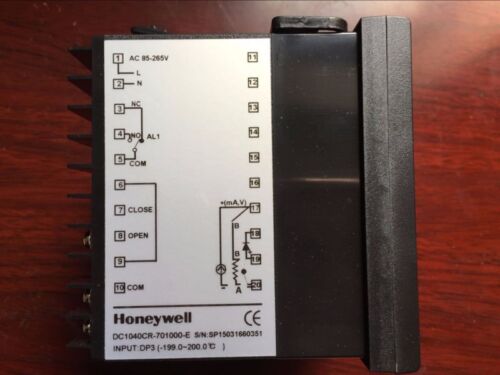 1 AC 85-265V
L
2 N
3 NC
4 NO AL1
5 COM
6
7 CLOSE
8 OPEN
9
10 COM
11
12
13
14
15
16
+(mA,V) 17
B 18
B 19
A 20
Honeywell CE
DC1040CR-701000-E S/N:SP15031660351
INPUT:DP3 (-199.0~200.0℃ )